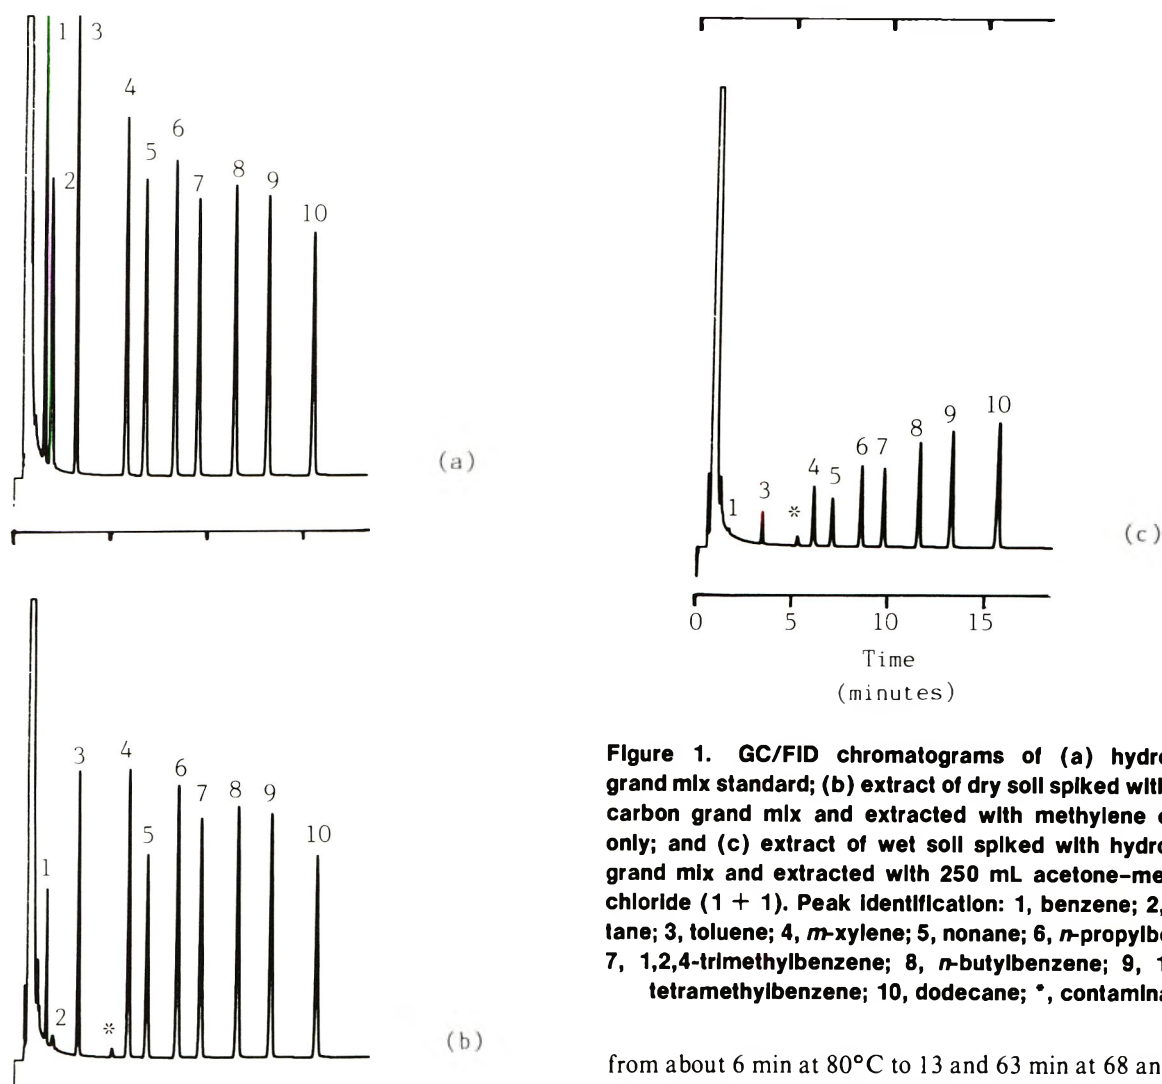 1
3
4
6
5
2
7
8
9
10
(a)
3
4
6
7
8
9
5
10
1
2
*
(b)
1
3
*
4
5
6
7
8
9
10
(c)
0 5 10 15
Time
(minutes)
Figure 1. GC/FID chromatograms of (a) hydro
grand mix standard; (b) extract of dry soil spiked with
carbon grand mix and extracted with methylene
only; and (c) extract of wet soil spiked with hydro
grand mix and extracted with 250 mL acetone–me
chloride (1 + 1). Peak identification: 1, benzene; 2,
tane; 3, toluene; 4, m-xylene; 5, nonane; 6, n-propylbe
7, 1,2,4-trimethylbenzene; 8, n-butylbenzene; 9, 1
tetramethylbenzene; 10, dodecane; *, contamina
from about 6 min at 80°C to 13 and 63 min at 68 an